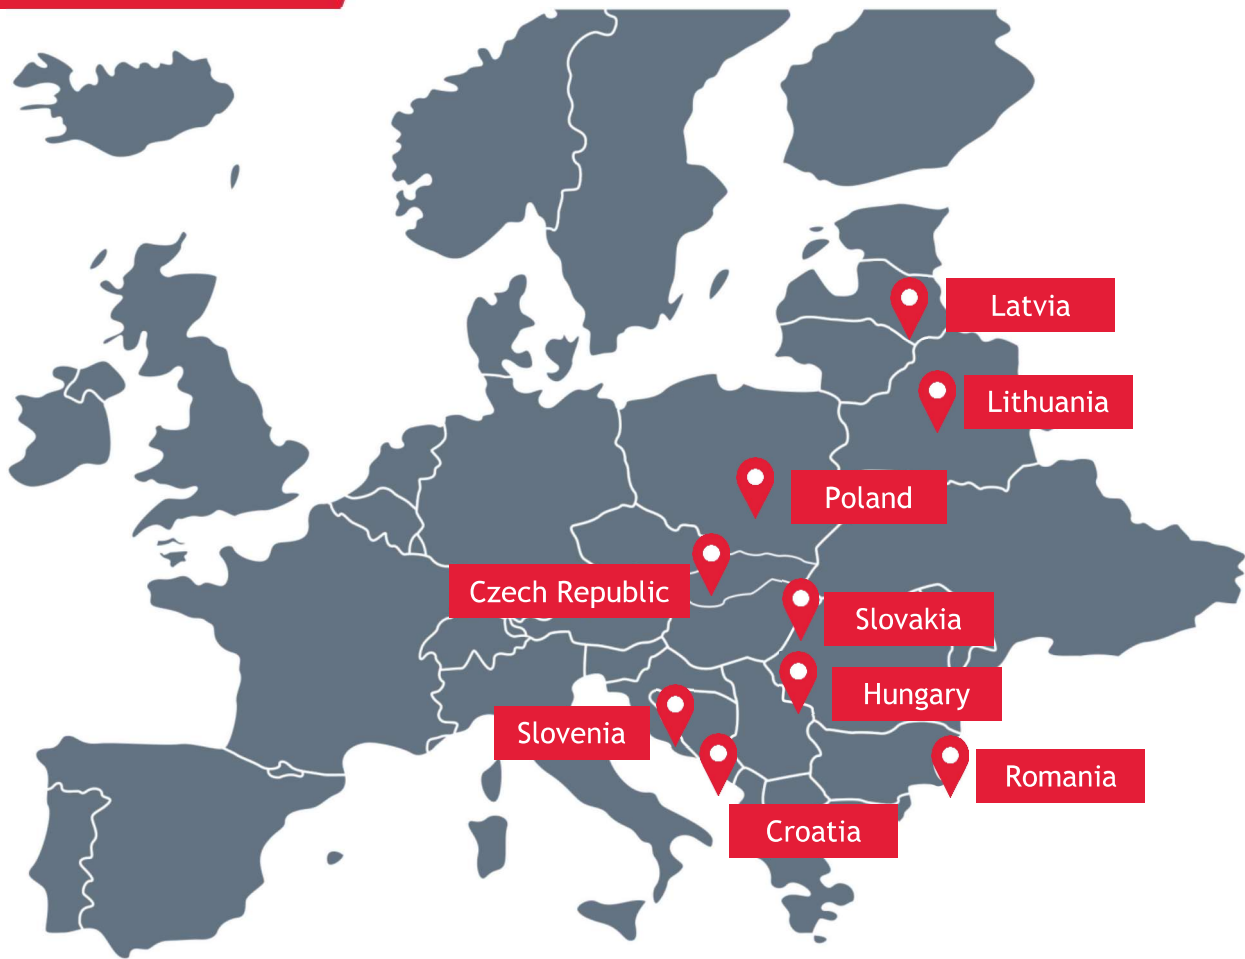 Latvia
Lithuania
Poland
Czech Republic
Slovakia
Hungary
Slovenia
Romania
Croatia